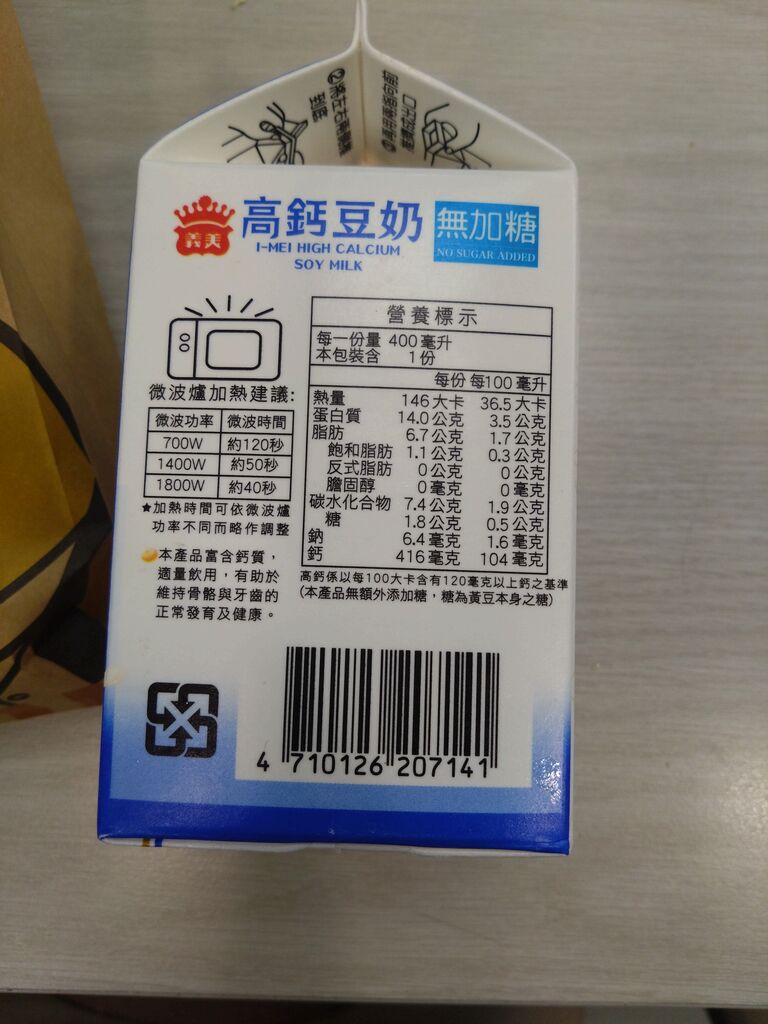 ②將左右兩側
到底
義美
高鈣豆奶
I-MEI HIGH CALCIUM
SOY MILK
無加糖
NO SUGAR ADDED
微波爐加熱建議:
微波功率 微波時間
700W 約120秒
1400W 約50秒
1800W 約40秒
★加熱時間可依微波爐
功率不同而略作調整
本產品富含鈣質，
適量飲用，有助於
維持骨骼與牙齒的
正常發育及健康。
營養標示
每一份量 400毫升
本包裝含 1份
每份 每100毫升
熱量 146大卡 36.5大卡
蛋白質 14.0公克 3.5公克
脂肪 6.7公克 1.7公克
飽和脂肪 1.1公克 0.3公克
反式脂肪 0公克 0公克
膽固醇 0毫克 0毫克
碳水化合物 7.4公克 1.9公克
糖 1.8公克 0.5公克
鈉 6.4毫克 1.6毫克
鈣 416毫克 104毫克
高鈣係以每100大卡含有120毫克以上鈣之基準
(本產品無額外添加糖，糖為黃豆本身之糖)
4 710126 207141